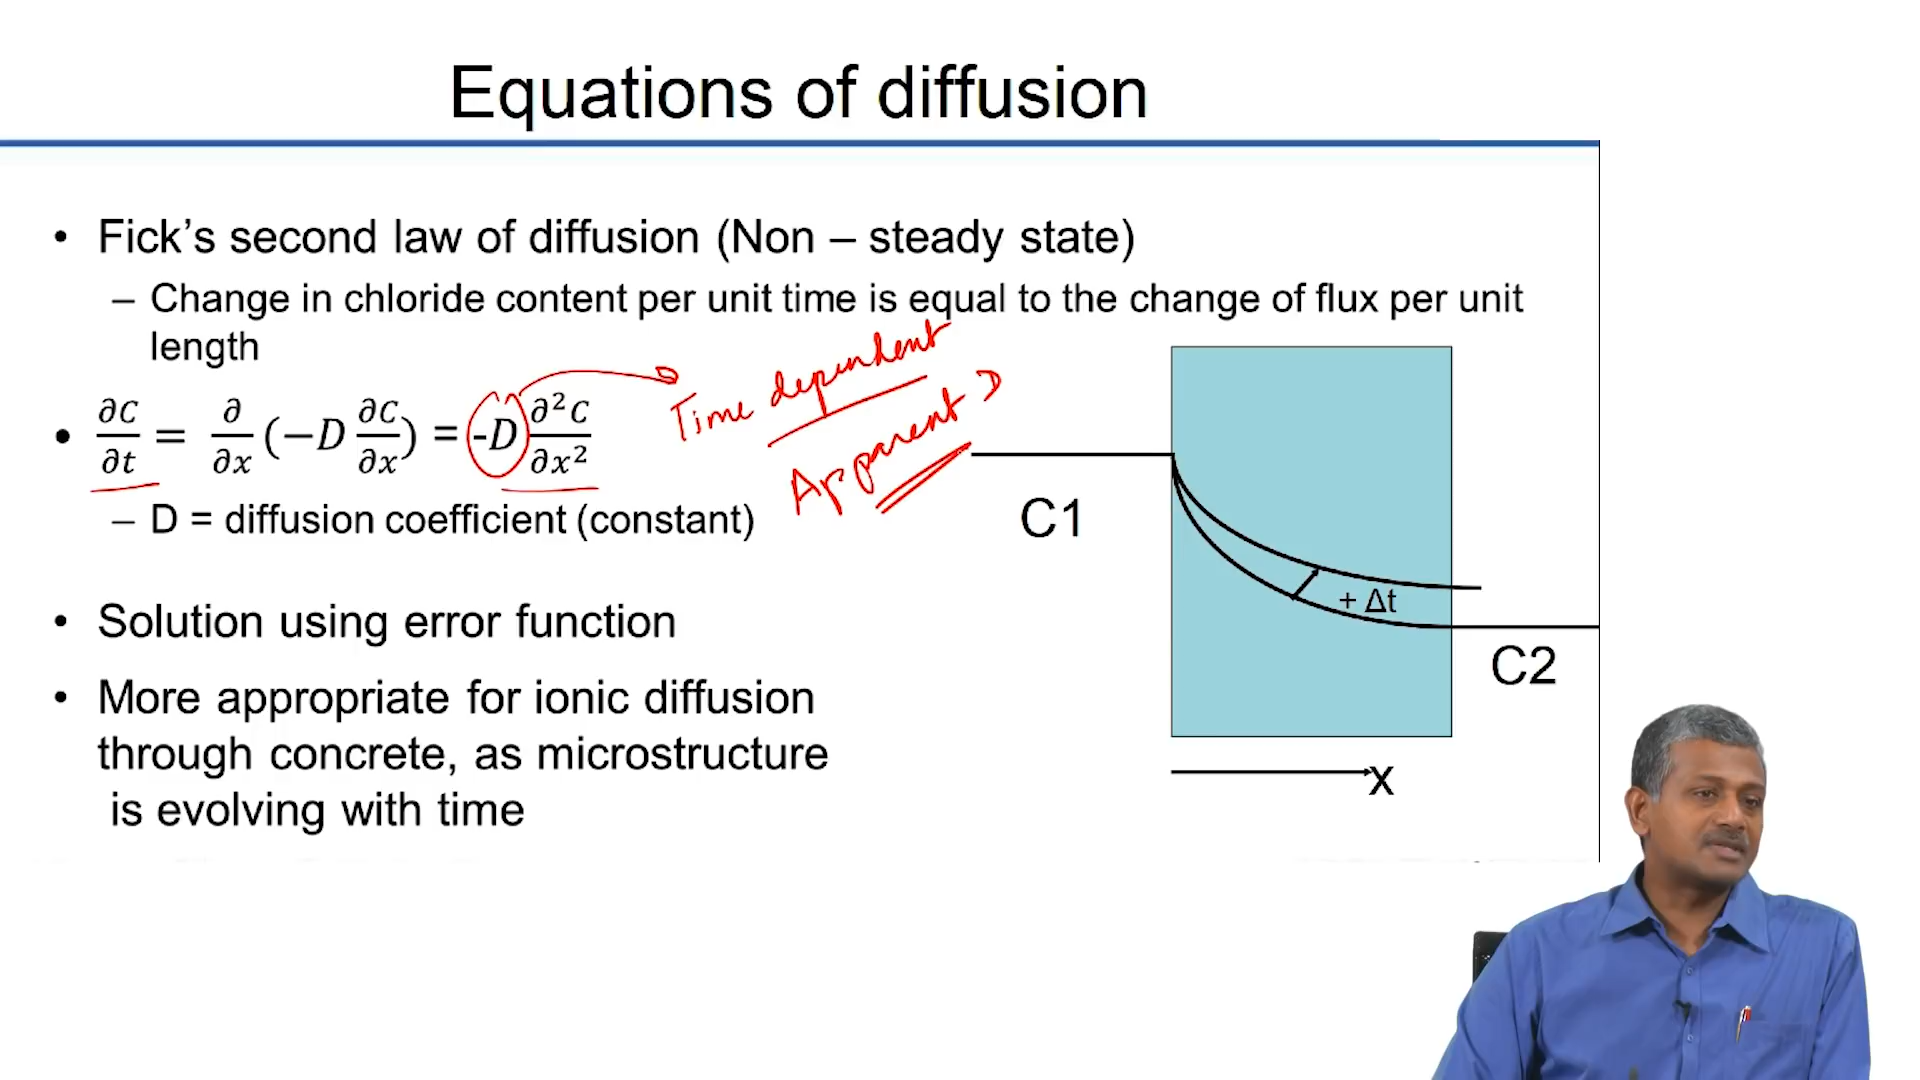 Equations of diffusion
• Fick's second law of diffusion (Non – steady state)
– Change in chloride content per unit time is equal to the change of flux per unit
length
• ∂C/∂t = ∂/∂x (−D ∂C/∂x) = -D ∂²C/∂x²
Time dependent
Apparent D
– D = diffusion coefficient (constant)
• Solution using error function
• More appropriate for ionic diffusion
through concrete, as microstructure
is evolving with time
C1
+ Δt
C2
x